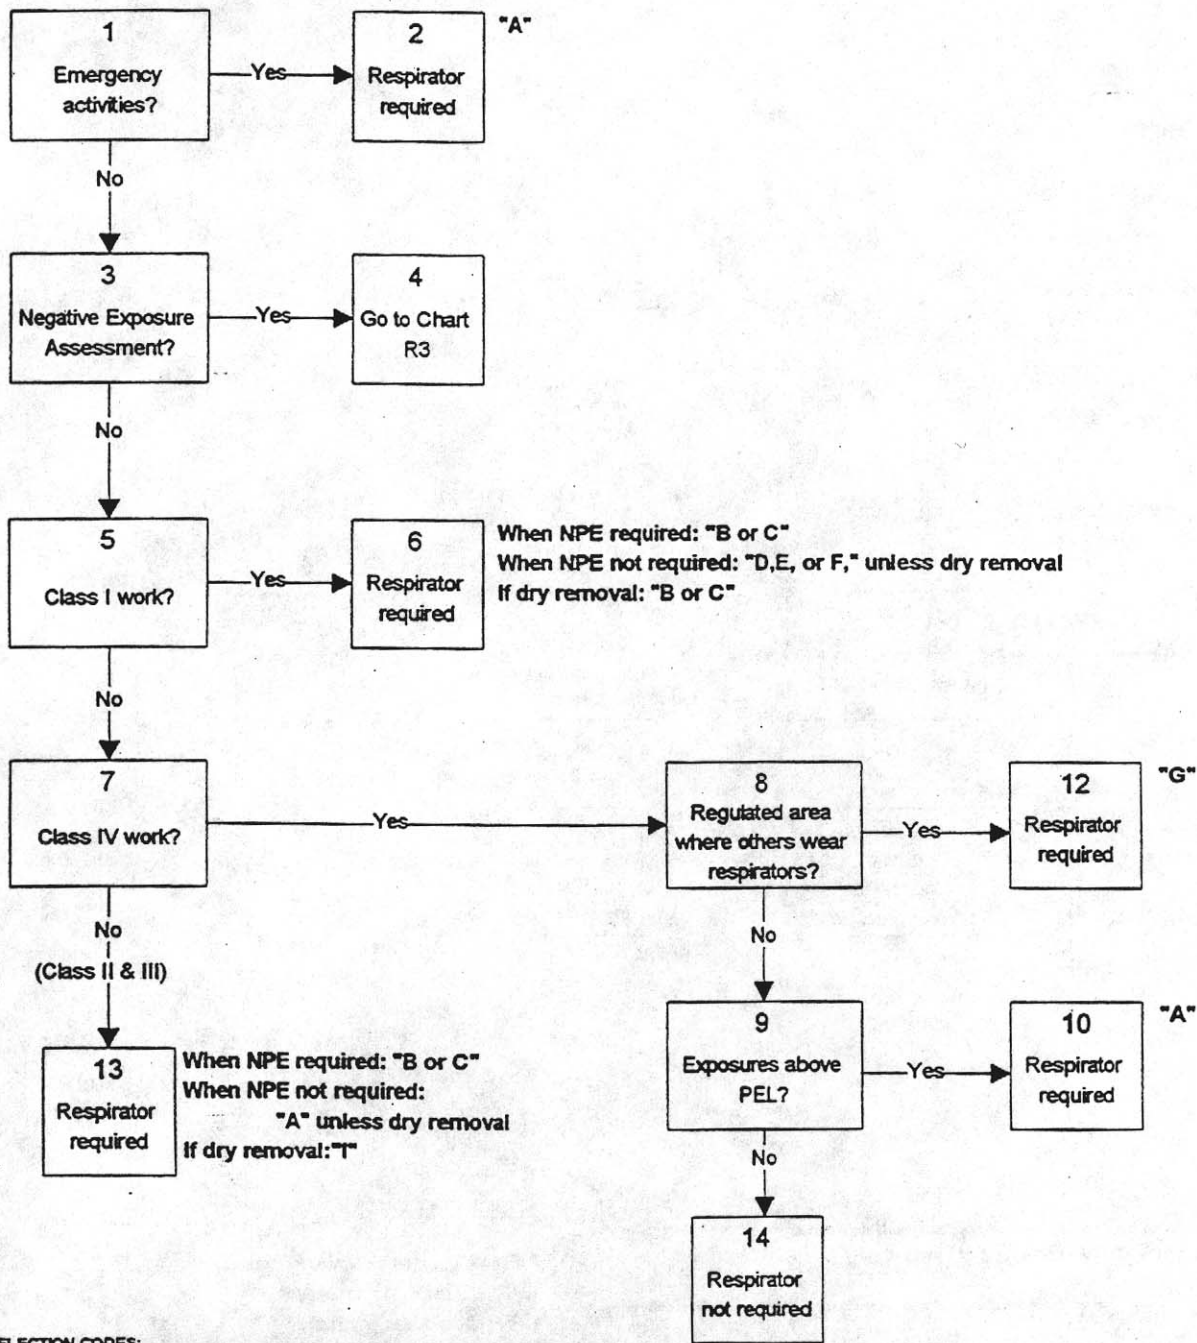 1
Emergency
activities?
Yes
2
Respirator
required
"A"
No
3
Negative Exposure
Assessment?
Yes
4
Go to Chart
R3
No
5
Class I work?
Yes
6
Respirator
required
When NPE required: "B or C"
When NPE not required: "D,E, or F," unless dry removal
If dry removal: "B or C"
No
7
Class IV work?
Yes
8
Regulated area
where others wear
respirators?
Yes
12
Respirator
required
"G"
No
(Class II & III)
No
9
Exposures above
PEL?
Yes
10
Respirator
required
"A"
13
Respirator
required
When NPE required: "B or C"
When NPE not required:
"A" unless dry removal
If dry removal:"I"
No
14
Respirator
not required